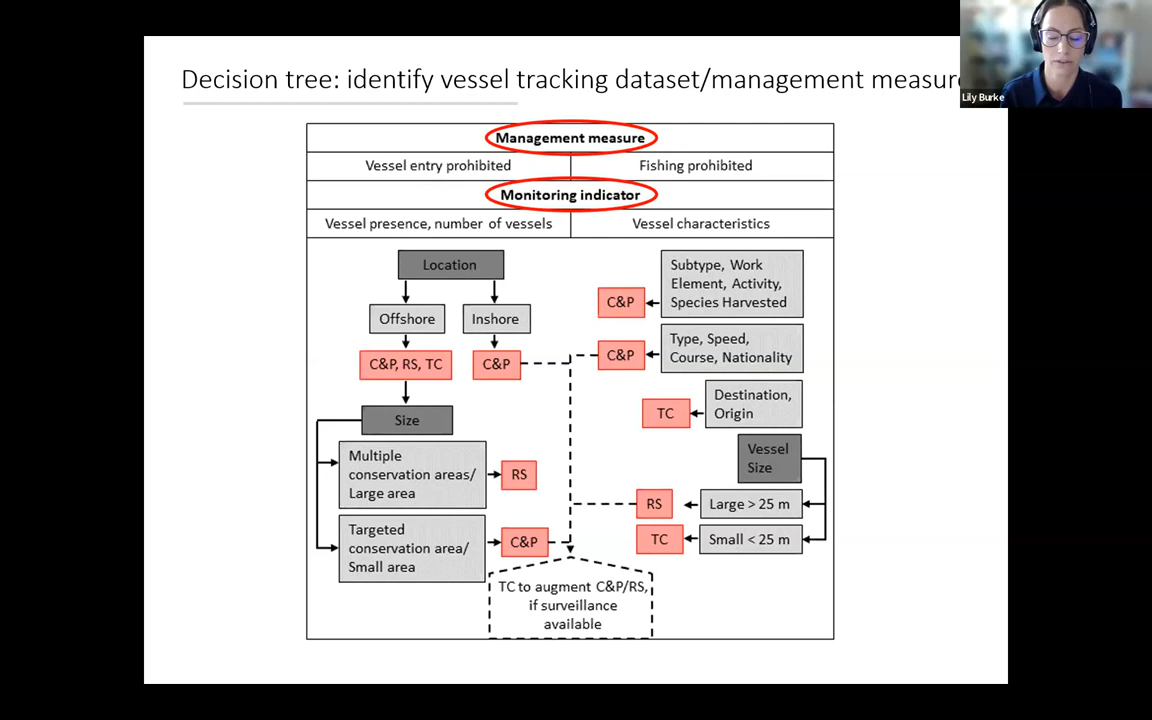 Decision tree: identify vessel tracking dataset/management measure
Lily Burke
Management measure
Vessel entry prohibited
Fishing prohibited
Monitoring indicator
Vessel presence, number of vessels
Vessel characteristics
Location
Offshore
Inshore
C&P, RS, TC
C&P
Size
Multiple
conservation areas/
Large area
RS
Targeted
conservation area/
Small area
C&P
Subtype, Work
Element, Activity,
Species Harvested
C&P
Type, Speed,
Course, Nationality
C&P
Destination,
Origin
TC
Vessel
Size
Large > 25 m
RS
Small < 25 m
TC
TC to augment C&P/RS,
if surveillance
available